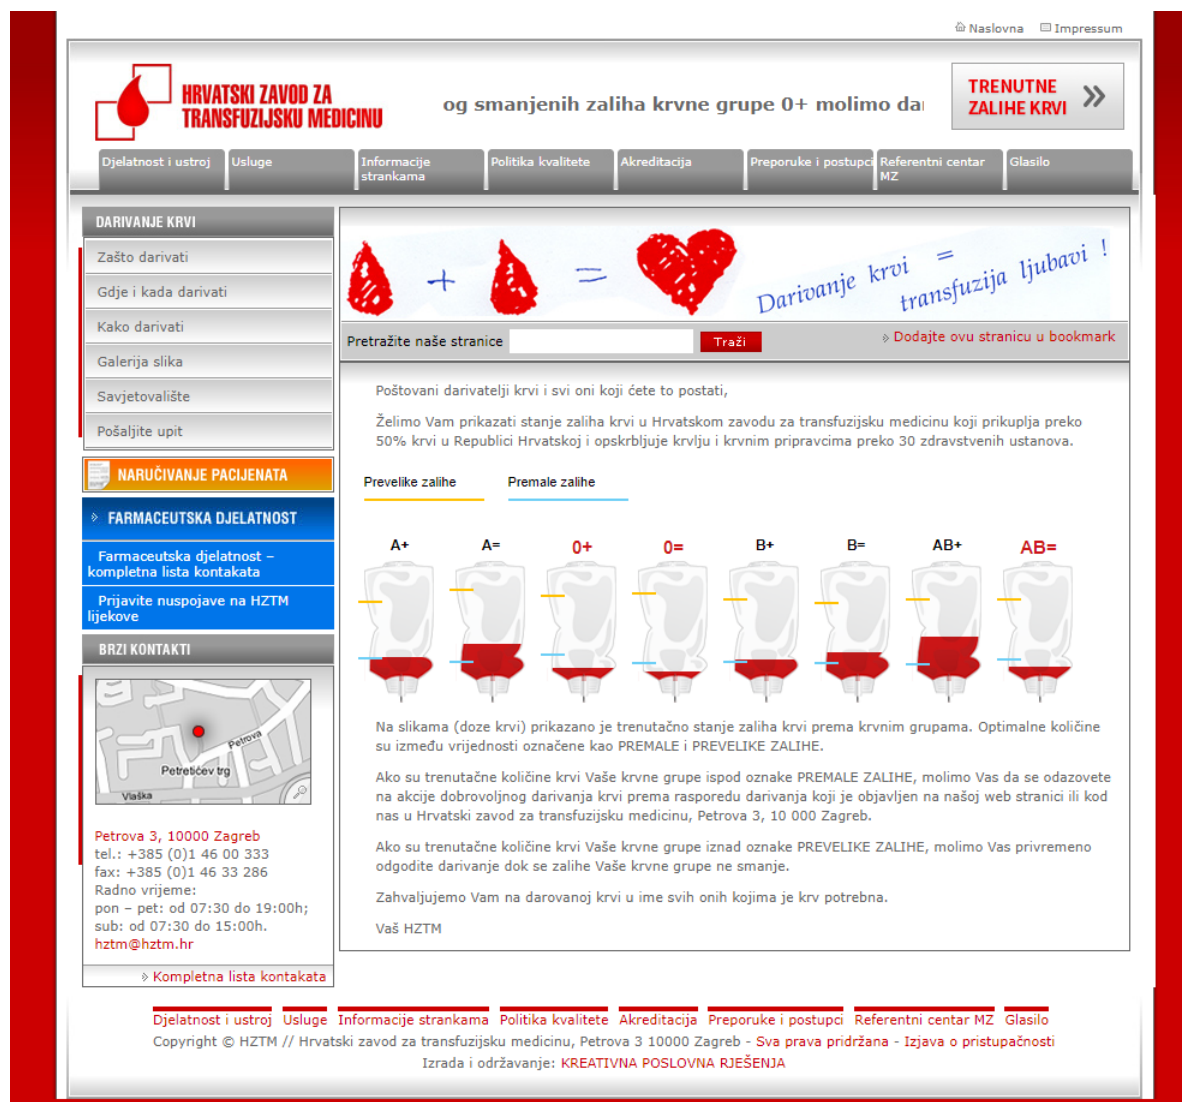 Naslovna Impressum
HRVATSKI ZAVOD ZA
TRANSFUZIJSKU MEDICINU
og smanjenih zaliha krvne grupe 0+ molimo dar
TRENUTNE
ZALIHE KRVI
Djelatnost i ustroj Usluge Informacije strankama Politika kvalitete Akreditacija Preporuke i postupci Referentni centar MZ Glasilo
DARIVANJE KRVI
Zašto darivati
Gdje i kada darivati
Kako darivati
Galerija slika
Savjetovalište
Pošaljite upit
NARUČIVANJE PACIJENATA
FARMACEUTSKA DJELATNOST
Farmaceutska djelatnost –
kompletna lista kontakata
Prijavite nuspojave na HZTM
lijekove
BRZI KONTAKTI
Petrova
Petretićev trg
Vlaška
Petrova 3, 10000 Zagreb
tel.: +385 (0)1 46 00 333
fax: +385 (0)1 46 33 286
Radno vrijeme:
pon – pet: od 07:30 do 19:00h;
sub: od 07:30 do 15:00h.
hztm@hztm.hr
Kompletna lista kontakata
+ =
Darivanje krvi =
transfuzija ljubavi !
Pretražite naše stranice Traži Dodajte ovu stranicu u bookmark
Poštovani darivatelji krvi i svi oni koji ćete to postati,
Želimo Vam prikazati stanje zaliha krvi u Hrvatskom zavodu za transfuzijsku medicinu koji prikuplja preko
50% krvi u Republici Hrvatskoj i opskrbljuje krvlju i krvnim pripravcima preko 30 zdravstvenih ustanova.
Prevelike zalihe Premale zalihe
A+ A= 0+ 0= B+ B= AB+ AB=
Na slikama (doze krvi) prikazano je trenutačno stanje zaliha krvi prema krvnim grupama. Optimalne količine
su između vrijednosti označene kao PREMALE i PREVELIKE ZALIHE.
Ako su trenutačne količine krvi Vaše krvne grupe ispod oznake PREMALE ZALIHE, molimo Vas da se odazovete
na akcije dobrovoljnog darivanja krvi prema rasporedu darivanja koji je objavljen na našoj web stranici ili kod
nas u Hrvatski zavod za transfuzijsku medicinu, Petrova 3, 10 000 Zagreb.
Ako su trenutačne količine krvi Vaše krvne grupe iznad oznake PREVELIKE ZALIHE, molimo Vas privremeno
odgodite darivanje dok se zalihe Vaše krvne grupe ne smanje.
Zahvaljujemo Vam na darovanoj krvi u ime svih onih kojima je krv potrebna.
Vaš HZTM
Djelatnost i ustroj Usluge Informacije strankama Politika kvalitete Akreditacija Preporuke i postupci Referentni centar MZ Glasilo
Copyright © HZTM // Hrvatski zavod za transfuzijsku medicinu, Petrova 3 10000 Zagreb - Sva prava pridržana - Izjava o pristupačnosti
Izrada i održavanje: KREATIVNA POSLOVNA RJEŠENJA